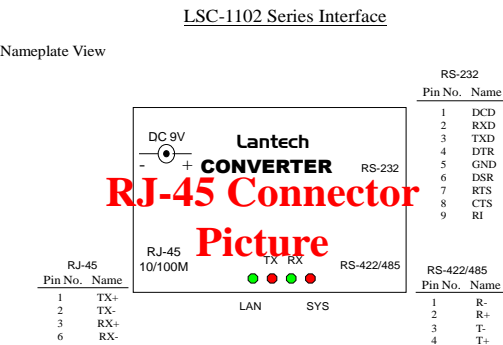 LSC-1102 Series Interface
Nameplate View
RS-232
Pin No. Name
1 DCD
2 RXD
3 TXD
4 DTR
5 GND
6 DSR
7 RTS
8 CTS
9 RI
DC 9V
- +
Lantech
CONVERTER
RS-232
RJ-45 Connector
Picture
RJ-45
10/100M
TX RX
RS-422/485
LAN SYS
RJ-45
Pin No. Name
1 TX+
2 TX-
3 RX+
6 RX-
RS-422/485
Pin No. Name
1 R-
2 R+
3 T-
4 T+